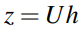 z = Uh